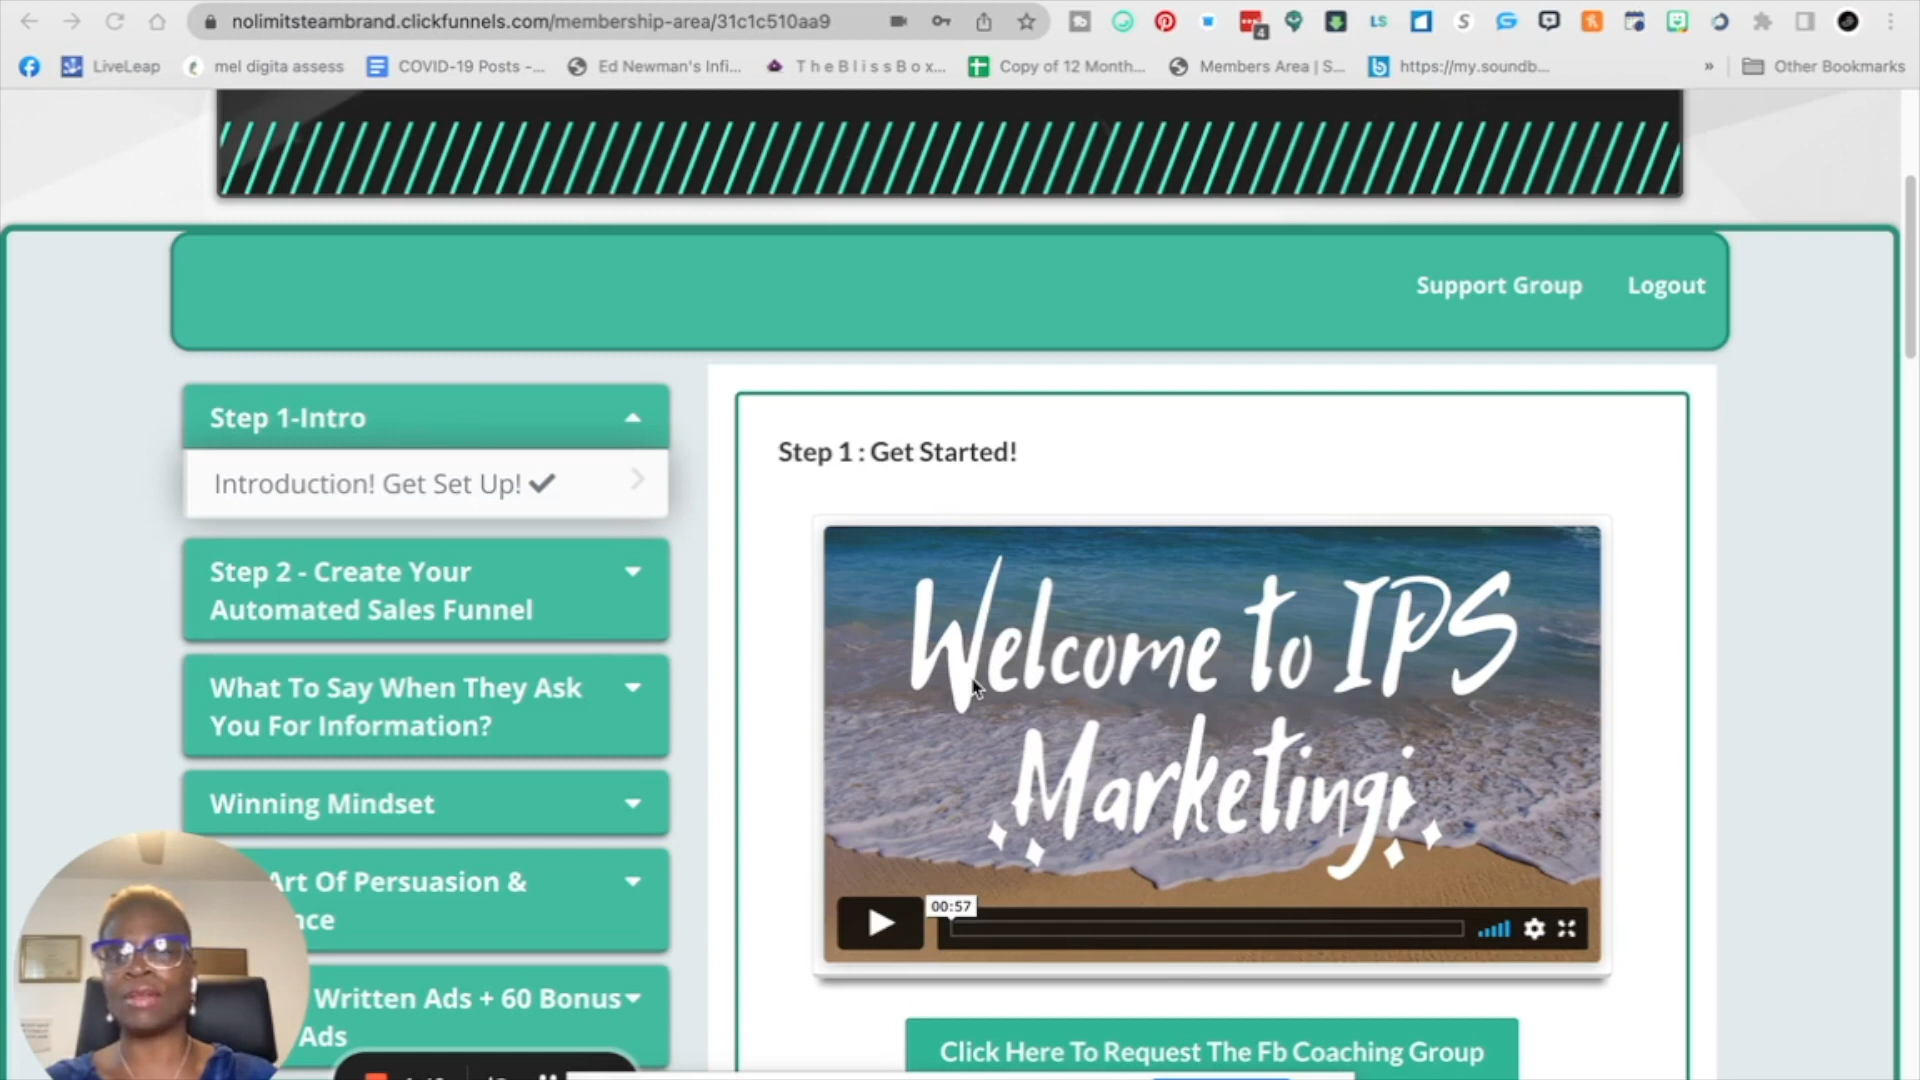 nolimitsteambrand.clickfunnels.com/membership-area/31c1c510aa9
4
LS
S
LiveLeap
mel digita assess
COVID-19 Posts -...
Ed Newman's Infi...
T h e B l i s s B o x...
Copy of 12 Month...
Members Area | S...
https://my.soundb...
»
Other Bookmarks
Support Group
Logout
Step 1-Intro
Introduction! Get Set Up!
Step 2 - Create Your
Automated Sales Funnel
What To Say When They Ask
You For Information?
Winning Mindset
Art Of Persuasion &
nce
Written Ads + 60 Bonus
Ads
Step 1 : Get Started!
Welcome to IPS
Marketing!
00:57
Click Here To Request The Fb Coaching Group